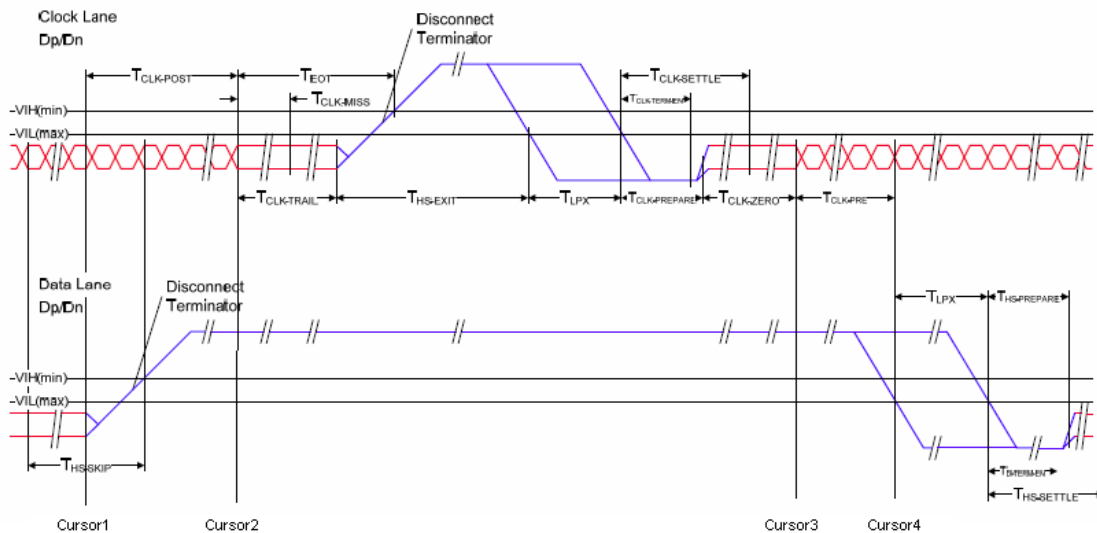 Clock Lane
Dp/Dn
Disconnect
Terminator
TCLK-POST
TEOT
TCLK-SETTLE
TCLK-MISS
TCLK-TERM-EN
VIH(min)
VIL(max)
TCLK-TRAIL
THS-EXIT
TLPX
TCLK-PREPARE
TCLK-ZERO
TCLK-PRE
Data Lane
Dp/Dn
Disconnect
Terminator
TLPX
THS-PREPARE
VIH(min)
VIL(max)
THS-SKIP
TD-TERM-EN
THS-SETTLE
Cursor1
Cursor2
Cursor3
Cursor4